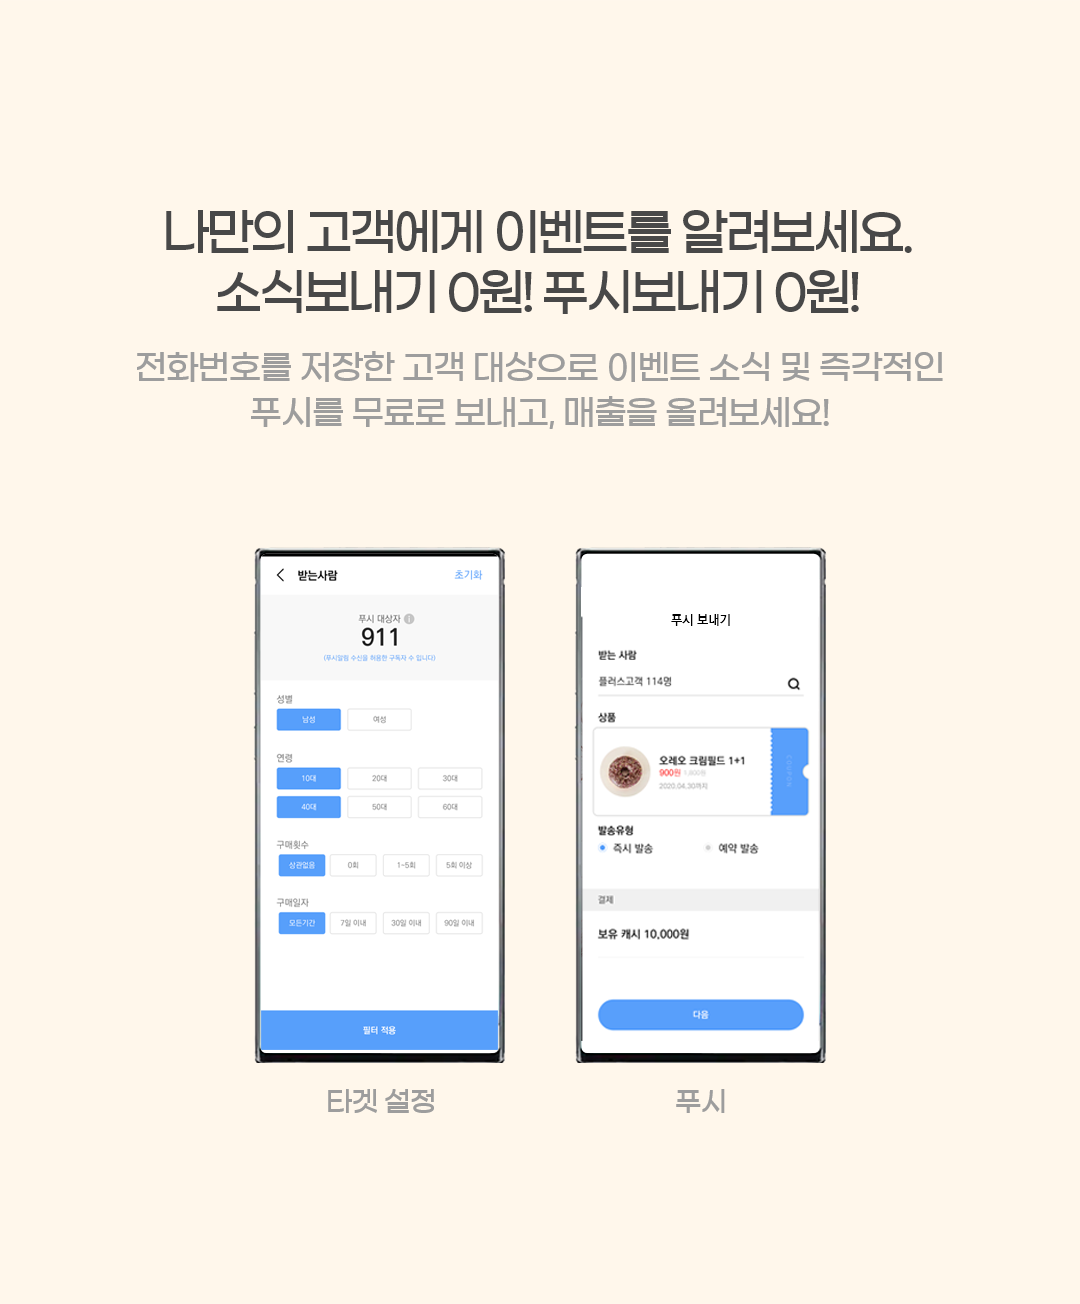 나만의 고객에게 이벤트를 알려보세요.
소식보내기 0원! 푸시보내기 0원!
전화번호를 저장한 고객 대상으로 이벤트 소식 및 즉각적인
푸시를 무료로 보내고, 매출을 올려보세요!
받는사람 초기화
푸시 대상자
911
(푸시알림 수신을 허용한 구독자 수 입니다)
성별
남성 여성
연령
10대 20대 30대
40대 50대 60대
구매횟수
상관없음 0회 1~5회 5회 이상
구매일자
모든기간 7일 이내 30일 이내 90일 이내
필터 적용
타겟 설정
푸시 보내기
받는 사람
플러스고객 114명
상품
오레오 크림필드 1+1
900원 1,800원
2020.04.30까지
COUPON
발송유형
즉시 발송 예약 발송
결제
보유 캐시 10,000원
다음
푸시